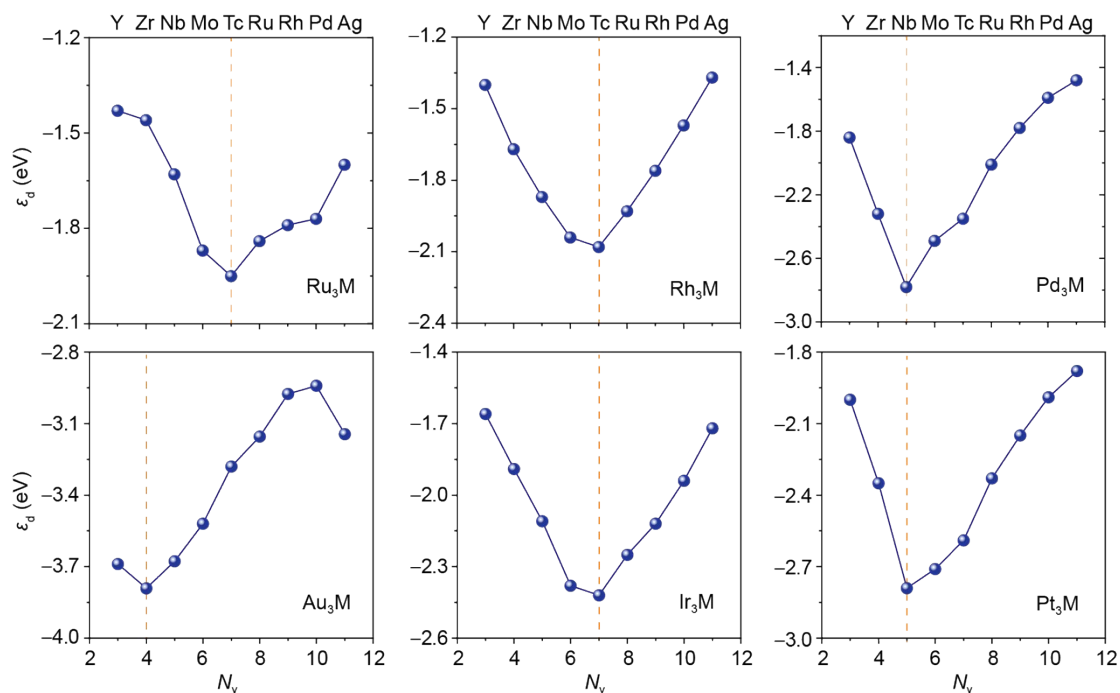 Y Zr Nb Mo Tc Ru Rh Pd Ag
Y Zr Nb Mo Tc Ru Rh Pd Ag
Y Zr Nb Mo Tc Ru Rh Pd Ag
−1.2
−1.5
−1.8
−2.1
εd (eV)
Ru3M
−1.2
−1.5
−1.8
−2.1
−2.4
Rh3M
−1.4
−1.8
−2.2
−2.6
−3.0
Pd3M
−2.8
−3.1
−3.4
−3.7
−4.0
εd (eV)
Au3M
2 4 6 8 10 12
Nv
−1.4
−1.7
−2.0
−2.3
−2.6
Ir3M
2 4 6 8 10 12
Nv
−1.8
−2.1
−2.4
−2.7
−3.0
Pt3M
2 4 6 8 10 12
Nv